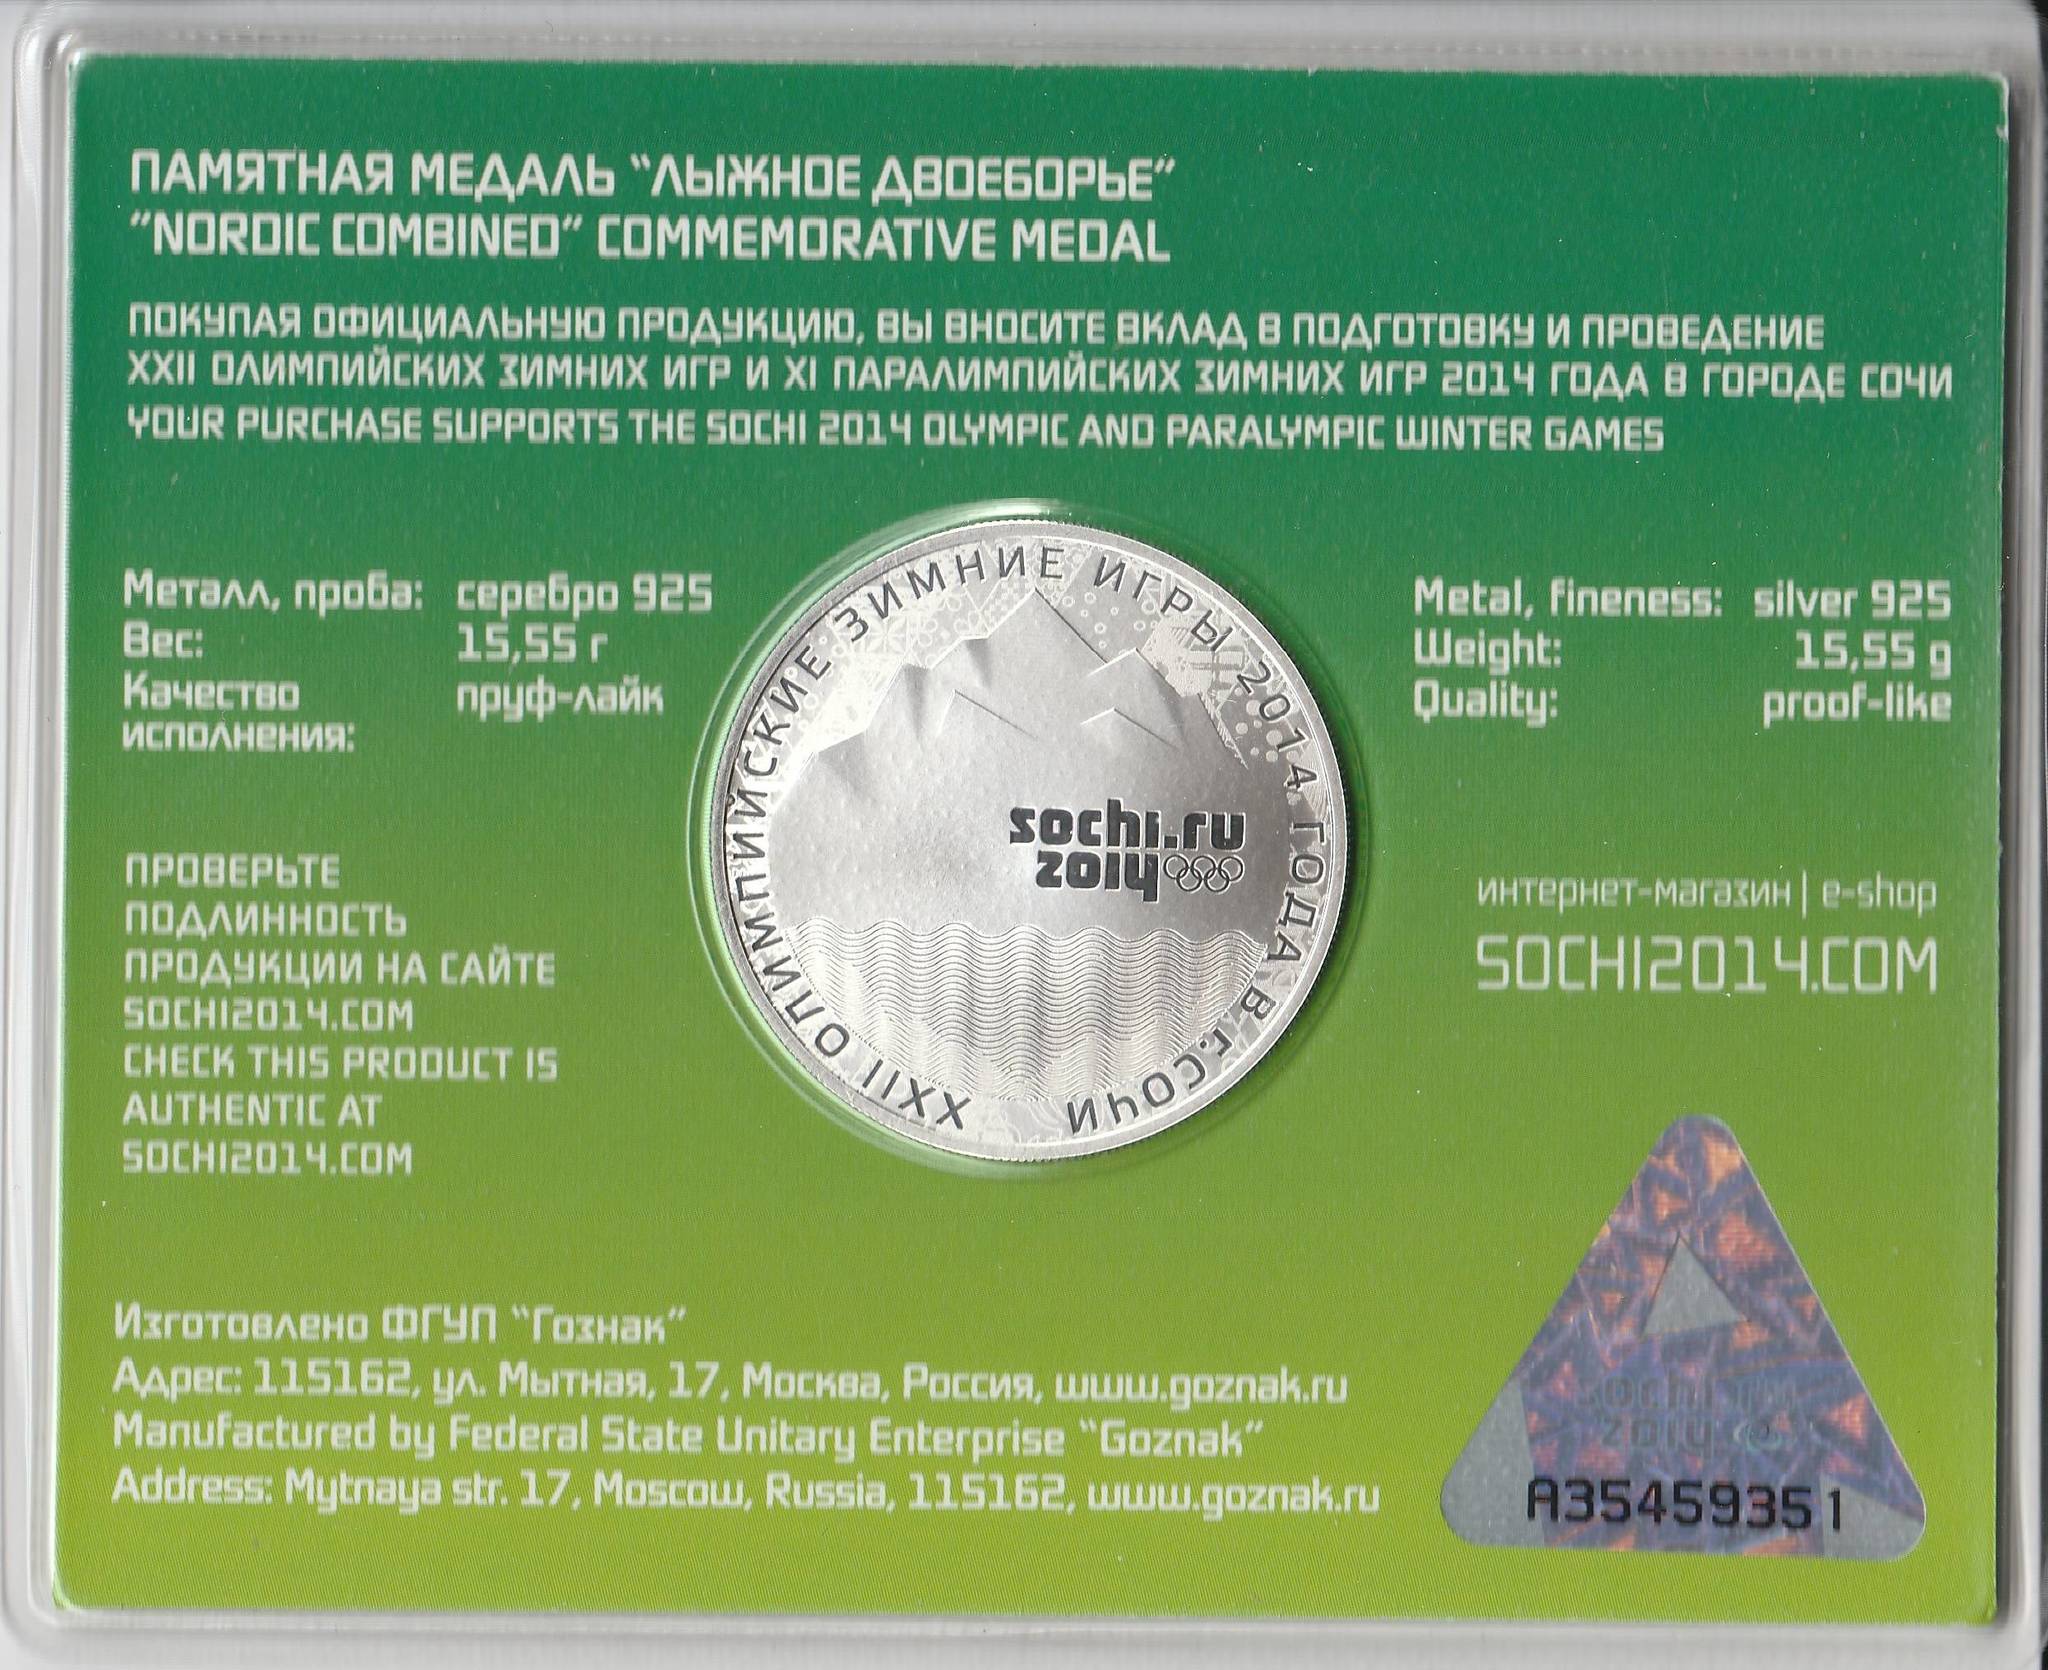 ПАМЯТНАЯ МЕДАЛЬ “ЛЫЖНОЕ ДВОЕБОРЬЕ”
“NORDIC COMBINED” COMMEMORATIVE MEDAL
ПОКУПАЯ ОФИЦИАЛЬНУЮ ПРОДУКЦИЮ, ВЫ ВНОСИТЕ ВКЛАД В ПОДГОТОВКУ И ПРОВЕДЕНИЕ
XXII ОЛИМПИЙСКИХ ЗИМНИХ ИГР И XI ПАРАЛИМПИЙСКИХ ЗИМНИХ ИГР 2014 ГОДА В ГОРОДЕ СОЧИ
YOUR PURCHASE SUPPORTS THE SOCHI 2014 OLYMPIC AND PARALYMPIC WINTER GAMES
Металл, проба: серебро 925
Вес: 15,55 г
Качество пруф-лайк
исполнения:
XXII ОЛИМПИЙСКИЕ ЗИМНИЕ ИГРЫ 2014 ГОДА В Г.СОЧИ
sochi.ru
2014
Metal, fineness: silver 925
Weight: 15,55 g
Quality: proof-like
ПРОВЕРЬТЕ
ПОДЛИННОСТЬ
ПРОДУКЦИИ НА САЙТЕ
SOCHI2014.COM
CHECK THIS PRODUCT IS
AUTHENTIC AT
SOCHI2014.COM
интернет-магазин | e-shop
SOCHI2014.COM
Изготовлено ФГУП “Гознак”
Адрес: 115162, ул. Мытная, 17, Москва, Россия, www.goznak.ru
Manufactured by Federal State Unitary Enterprise “Goznak”
Address: Mytnaya str. 17, Moscow, Russia, 115162, www.goznak.ru
sochi.ru
2014
A35459351